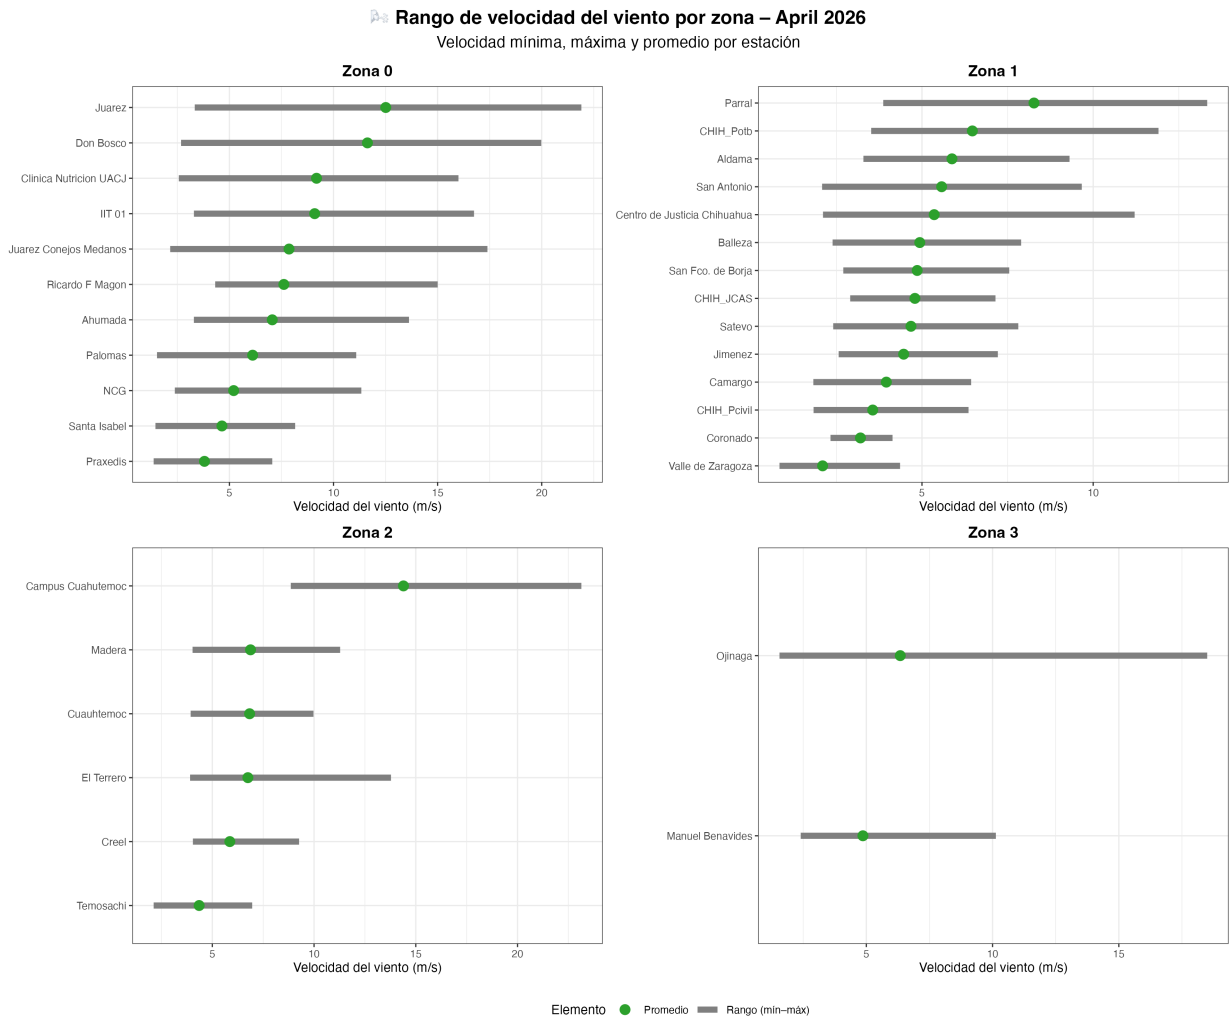 Rango de velocidad del viento por zona – April 2026
Velocidad mínima, máxima y promedio por estación
Zona 0
Juarez
Don Bosco
Clinica Nutricion UACJ
IIT 01
Juarez Conejos Medanos
Ricardo F Magon
Ahumada
Palomas
NCG
Santa Isabel
Praxedis
5 10 15 20
Velocidad del viento (m/s)
Zona 1
Parral
CHIH_Potb
Aldama
San Antonio
Centro de Justicia Chihuahua
Balleza
San Fco. de Borja
CHIH_JCAS
Satevo
Jimenez
Camargo
CHIH_Pcivil
Coronado
Valle de Zaragoza
5 10
Velocidad del viento (m/s)
Zona 2
Campus Cuahutemoc
Madera
Cuauhtemoc
El Terrero
Creel
Temosachi
5 10 15 20
Velocidad del viento (m/s)
Zona 3
Ojinaga
Manuel Benavides
5 10 15
Velocidad del viento (m/s)
Elemento Promedio Rango (mín–máx)